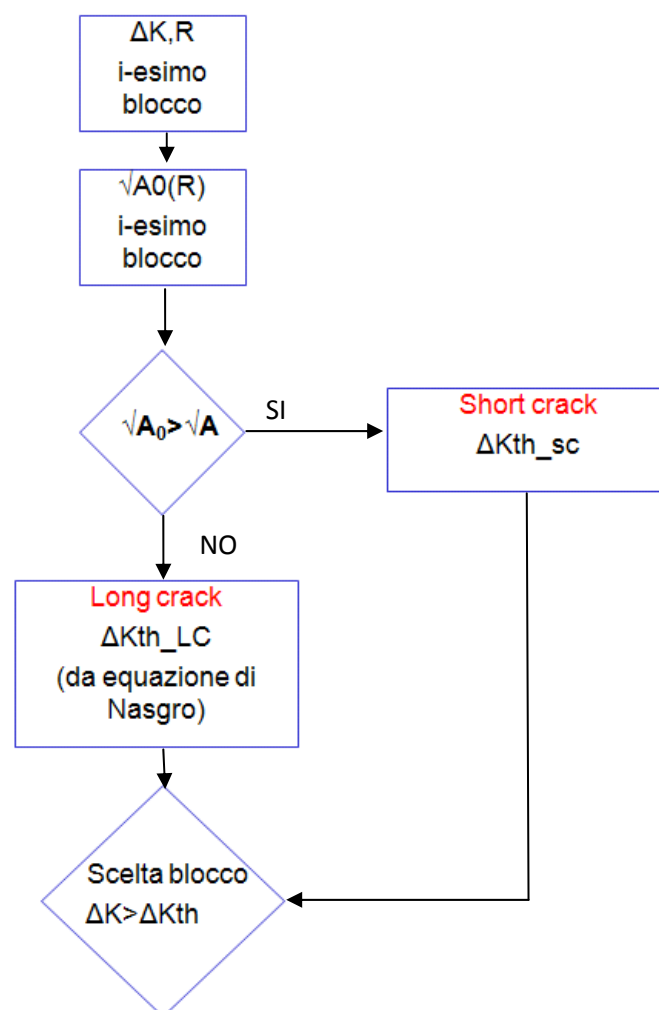 ΔK,R
i-esimo
blocco
√A0(R)
i-esimo
blocco
√A₀>√A
SI
Short crack
ΔKth_sc
NO
Long crack
ΔKth_LC
(da equazione di
Nasgro)
Scelta blocco
ΔK>ΔKth